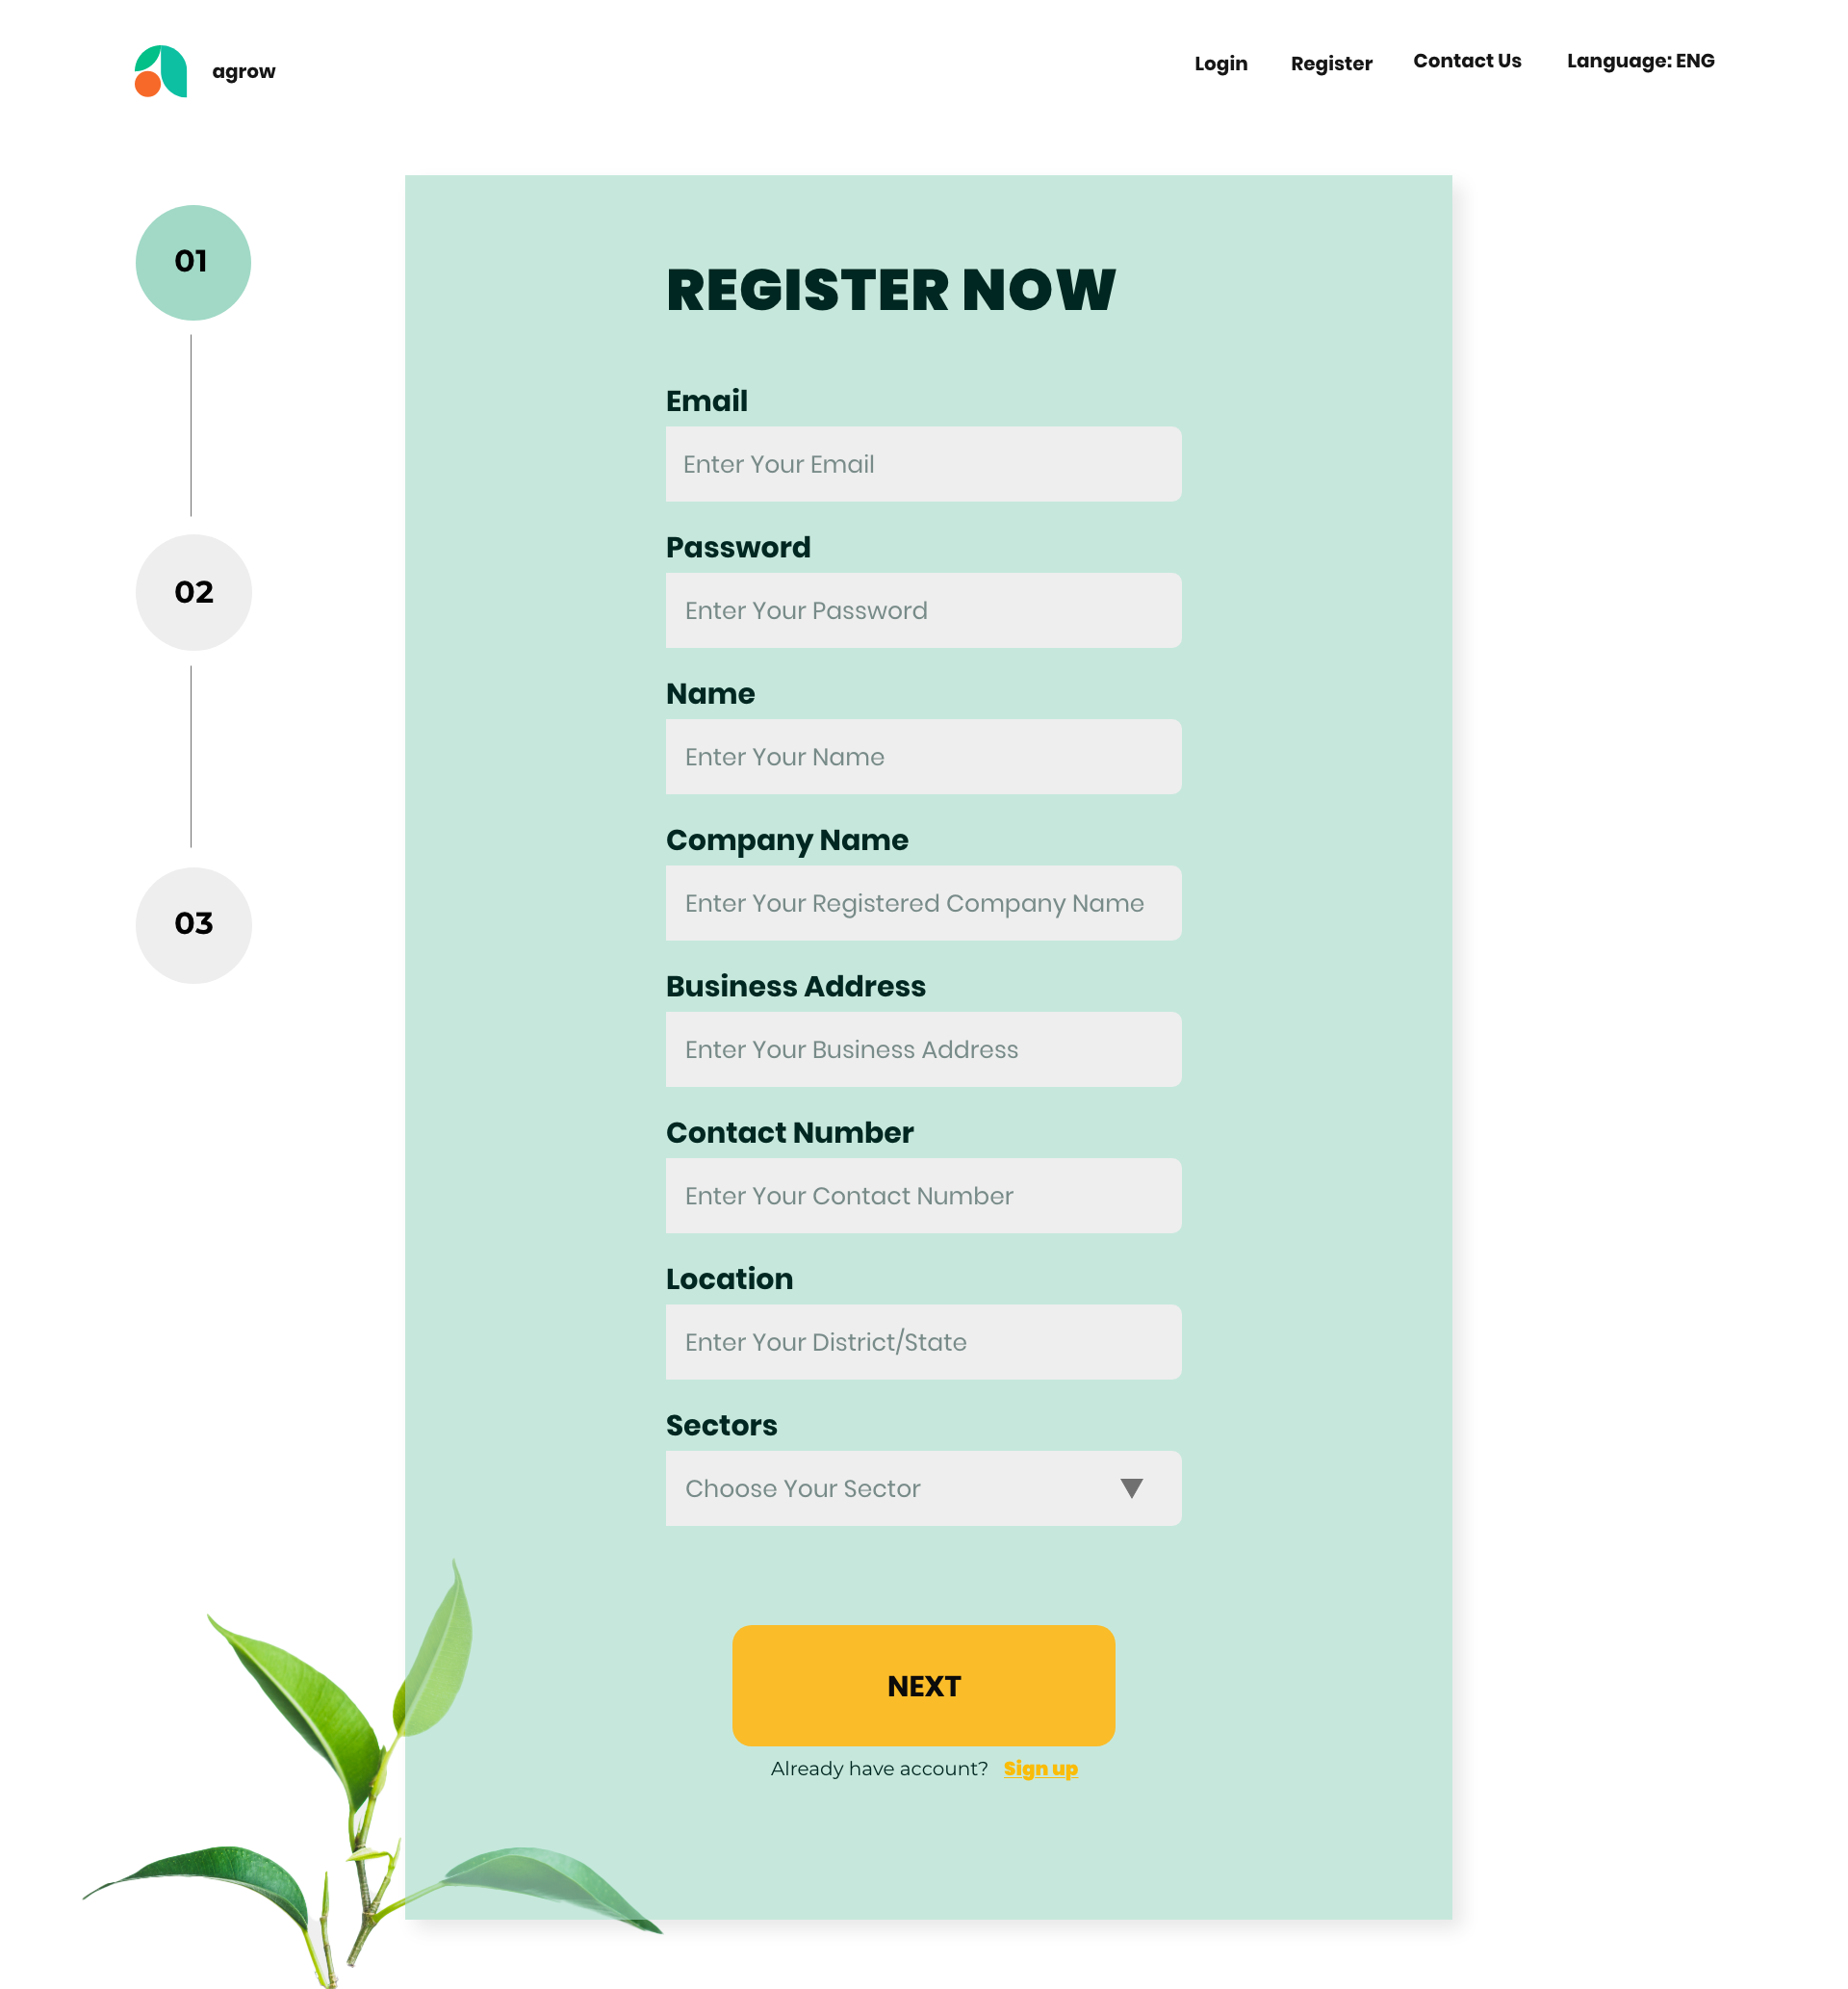 agrow
Login Register Contact Us Language: ENG
01
REGISTER NOW
Email
Enter Your Email
02
Password
Enter Your Password
Name
Enter Your Name
03
Company Name
Enter Your Registered Company Name
Business Address
Enter Your Business Address
Contact Number
Enter Your Contact Number
Location
Enter Your District/State
Sectors
Choose Your Sector
NEXT
Already have account? Sign up